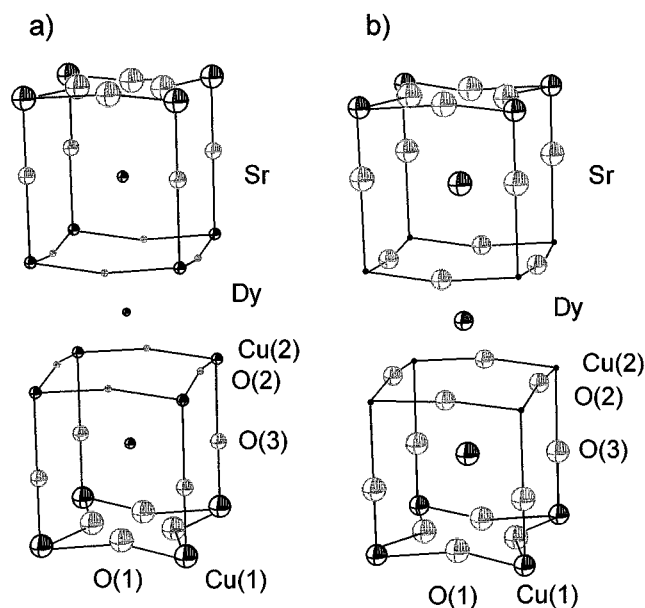 a)
Sr
Dy
Cu(2)
O(2)
O(3)
O(1)
Cu(1)
b)
Sr
Dy
Cu(2)
O(2)
O(3)
O(1)
Cu(1)